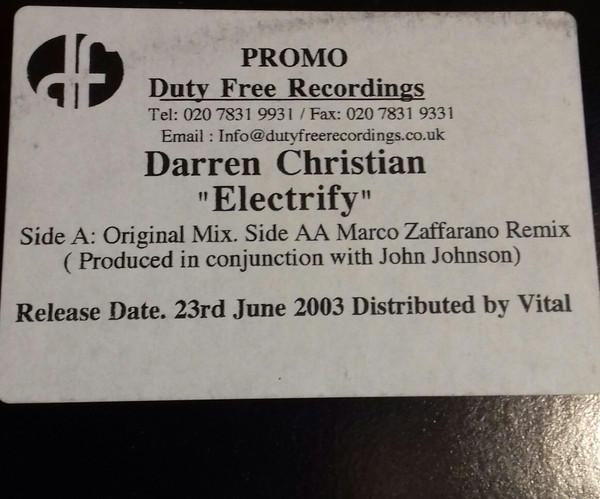 df
PROMO
Duty Free Recordings
Tel: 020 7831 9931 / Fax: 020 7831 9331
Email : Info@dutyfreerecordings.co.uk
Darren Christian
"Electrify"
Side A: Original Mix. Side AA Marco Zaffarano Remix
( Produced in conjunction with John Johnson)
Release Date. 23rd June 2003 Distributed by Vital